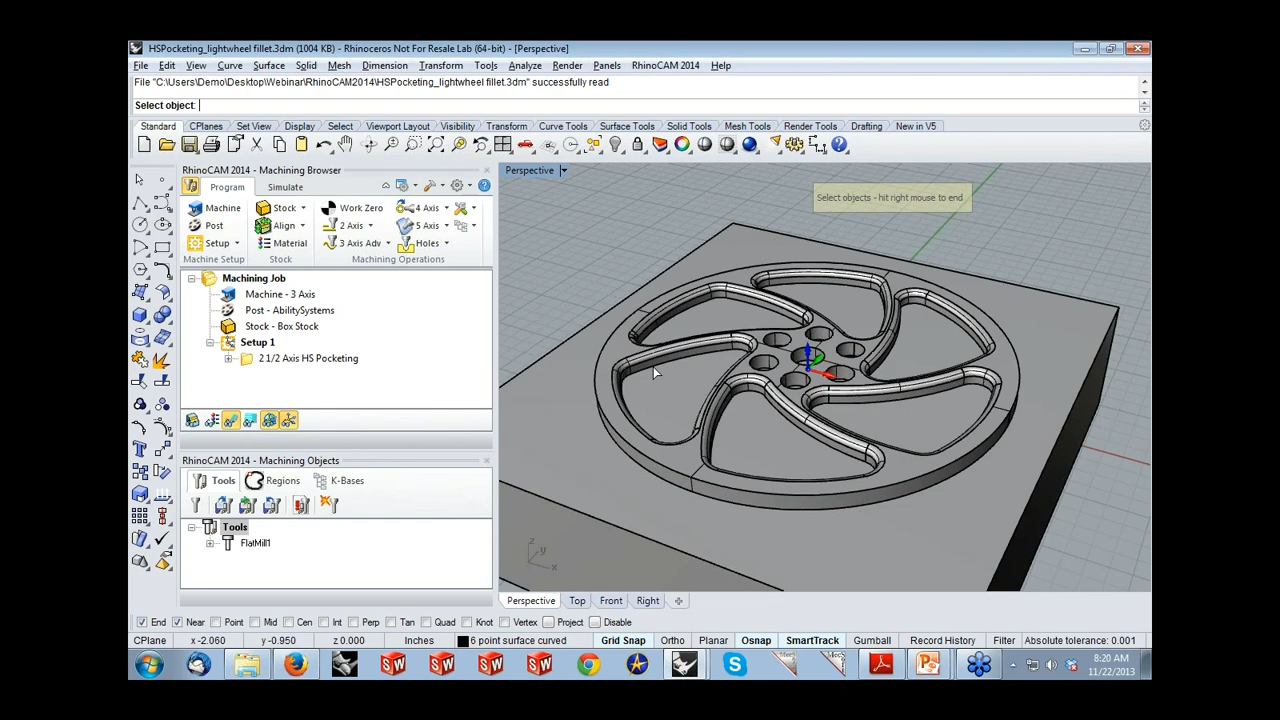 HSPocketing_lightwheel fillet.3dm (1004 KB) - Rhinoceros Not For Resale Lab (64-bit) - [Perspective]
File Edit View Curve Surface Solid Mesh Dimension Transform Tools Analyze Render Panels RhinoCAM 2014 Help
File "C:\Users\Demo\Desktop\Webinar\RhinoCAM2014\HSPocketing_lightwheel fillet.3dm" successfully read
Select object:
Standard CPlanes Set View Display Select Viewport Layout Visibility Transform Curve Tools Surface Tools Solid Tools Mesh Tools Render Tools Drafting New in V5
RhinoCAM 2014 - Machining Browser
Perspective
Program Simulate
Select objects - hit right mouse to end
Machine Stock Work Zero 4 Axis
Post Align 2 Axis 5 Axis
Setup Material 3 Axis Adv Holes
Machine Setup Stock Machining Operations
Machining Job
Machine - 3 Axis
Post - AbilitySystems
Stock - Box Stock
Setup 1
2 1/2 Axis HS Pocketing
RhinoCAM 2014 - Machining Objects
Tools Regions K-Bases
Tools
FlatMill1
z
y
x
Perspective Top Front Right
End Near Point Mid Cen Int Perp Tan Quad Knot Vertex Project Disable
CPlane x -2.060 y -0.950 z 0.000 Inches 6 point surface curved Grid Snap Ortho Planar Osnap SmartTrack Gumball Record History Filter Absolute tolerance: 0.001
8:20 AM
11/22/2013